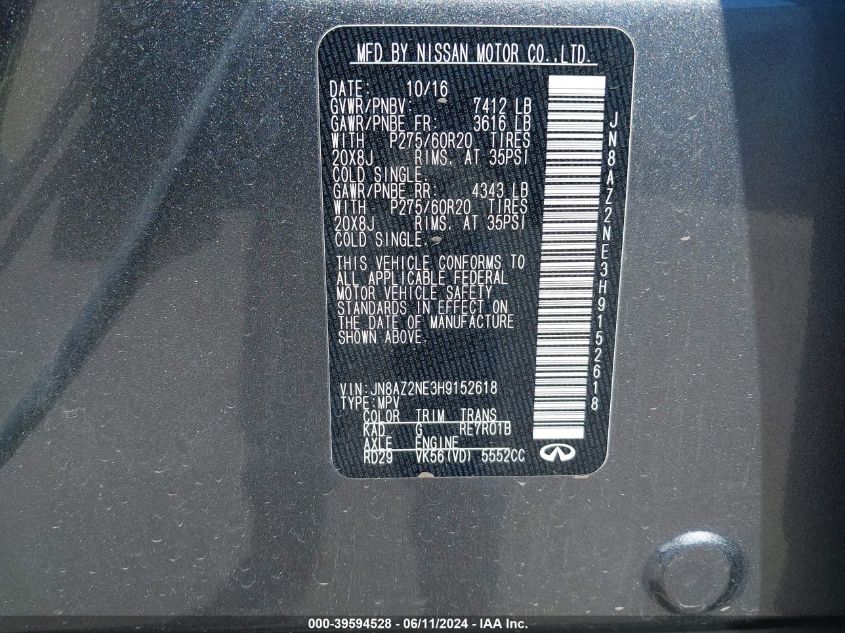 MFD BY NISSAN MOTOR CO.,LTD.
DATE: 10/16
GVWR/PNBV: 7412 LB
GAWR/PNBE FR: 3616 LB
WITH P275/60R20 TIRES
20X8J RIMS, AT 35PSI
COLD SINGLE.
GAWR/PNBE RR: 4343 LB
WITH P275/60R20 TIRES
20X8J RIMS, AT 35PSI
COLD SINGLE.
THIS VEHICLE CONFORMS TO
ALL APPLICABLE FEDERAL
MOTOR VEHICLE SAFETY
STANDARDS IN EFFECT ON
THE DATE OF MANUFACTURE
SHOWN ABOVE.
VIN:JN8AZ2NE3H9152618
TYPE:MPV
COLOR TRIM TRANS
KAD G RE7R01B
AXLE ENGINE
RD29 VK56(VD) 5552CC
JN8AZ2NE3H9152618
000-39594528 - 06/11/2024 - IAA Inc.